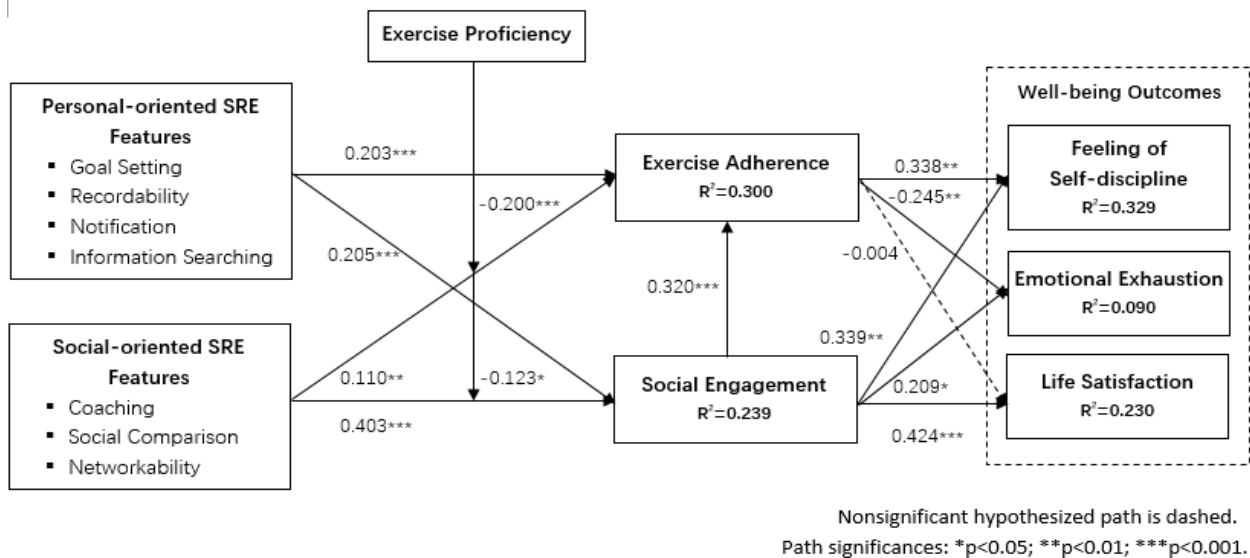 Exercise Proficiency
Personal-oriented SRE
Features
▪ Goal Setting
▪ Recordability
▪ Notification
▪ Information Searching
Social-oriented SRE
Features
▪ Coaching
▪ Social Comparison
▪ Networkability
0.203***
-0.200***
0.205***
0.110**
-0.123*
0.403***
Exercise Adherence
R²=0.300
0.320***
Social Engagement
R²=0.239
0.338**
-0.245**
-0.004
0.339**
0.209*
0.424***
Well-being Outcomes
Feeling of
Self-discipline
R²=0.329
Emotional Exhaustion
R²=0.090
Life Satisfaction
R²=0.230
Nonsignificant hypothesized path is dashed.
Path significances: *p<0.05; **p<0.01; ***p<0.001.